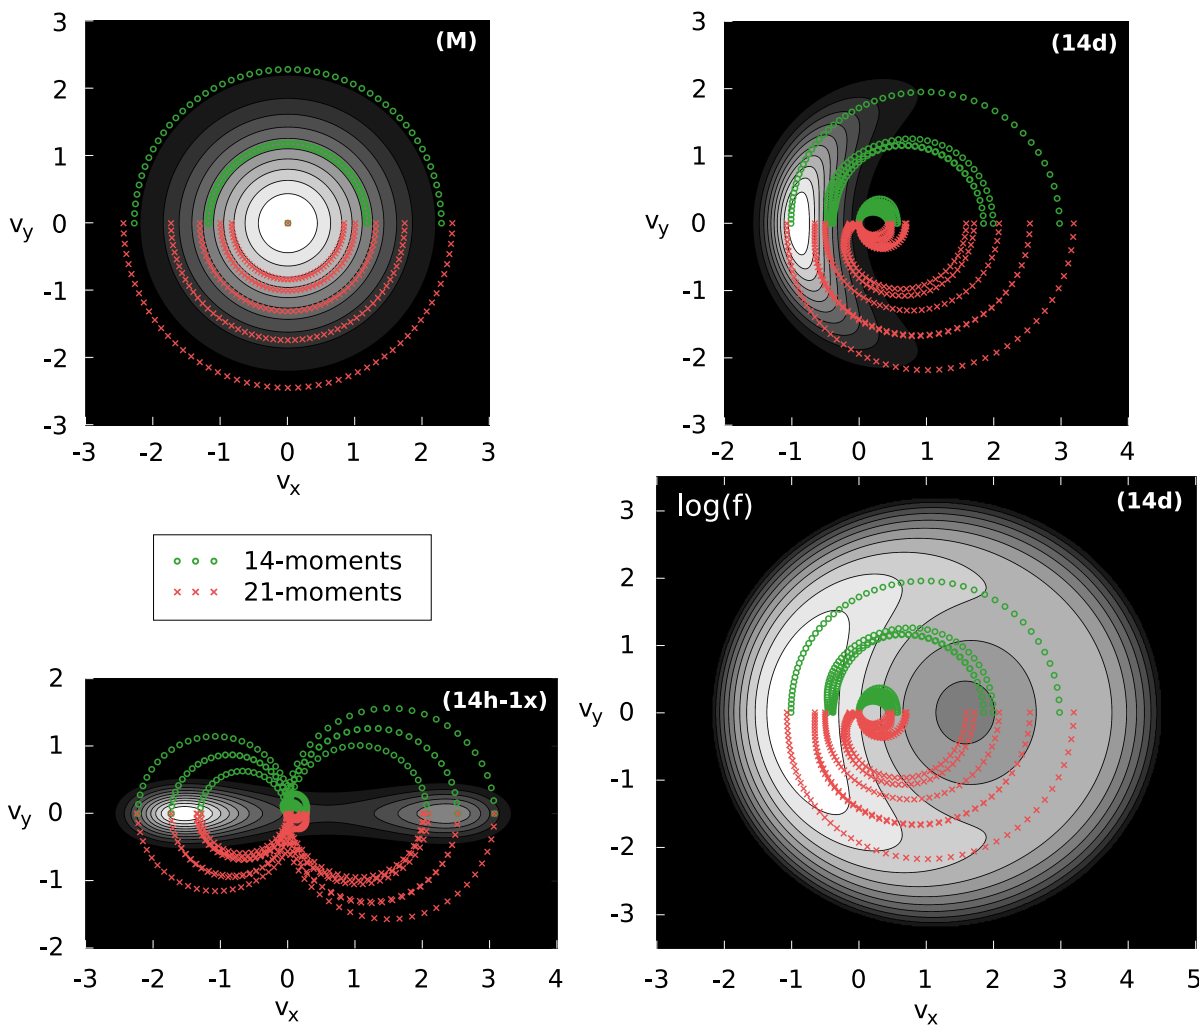 3
2
1
0
-1
-2
-3
v_y
(M)
-3 -2 -1 0 1 2 3
v_x
3
2
1
0
-1
-2
-3
v_y
(14d)
-1 0 1 2 3 4
○ ○ ○ 14-moments
× × × 21-moments
2
1
0
-1
-2
v_y
(14h-1x)
-3 -2 -1 0 1 2 3 4
v_x
log(f)
(14d)
3
2
1
0
-1
-2
-3
v_y
-3 -2 -1 0 1 2 3 4 5
v_x